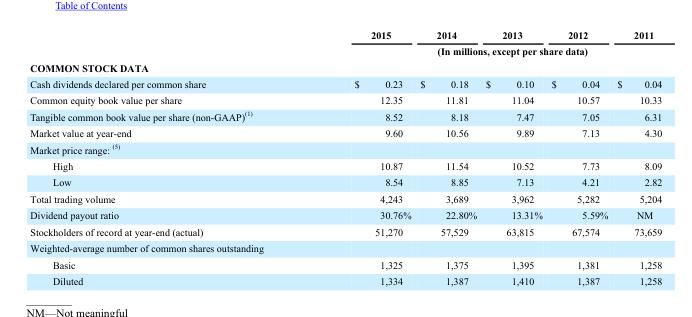 Table of Contents
2015 2014 2013 2012 2011
(In millions, except per share data)
COMMON STOCK DATA
Cash dividends declared per common share $ 0.23 $ 0.18 $ 0.10 $ 0.04 $ 0.04
Common equity book value per share 12.35 11.81 11.04 10.57 10.33
Tangible common book value per share (non-GAAP)(1) 8.52 8.18 7.47 7.05 6.31
Market value at year-end 9.60 10.56 9.89 7.13 4.30
Market price range: (5)
High 10.87 11.54 10.52 7.73 8.09
Low 8.54 8.85 7.13 4.21 2.82
Total trading volume 4,243 3,689 3,962 5,282 5,204
Dividend payout ratio 30.76% 22.80% 13.31% 5.59% NM
Stockholders of record at year-end (actual) 51,270 57,529 63,815 67,574 73,659
Weighted-average number of common shares outstanding
Basic 1,325 1,375 1,395 1,381 1,258
Diluted 1,334 1,387 1,410 1,387 1,258
NM—Not meaningful